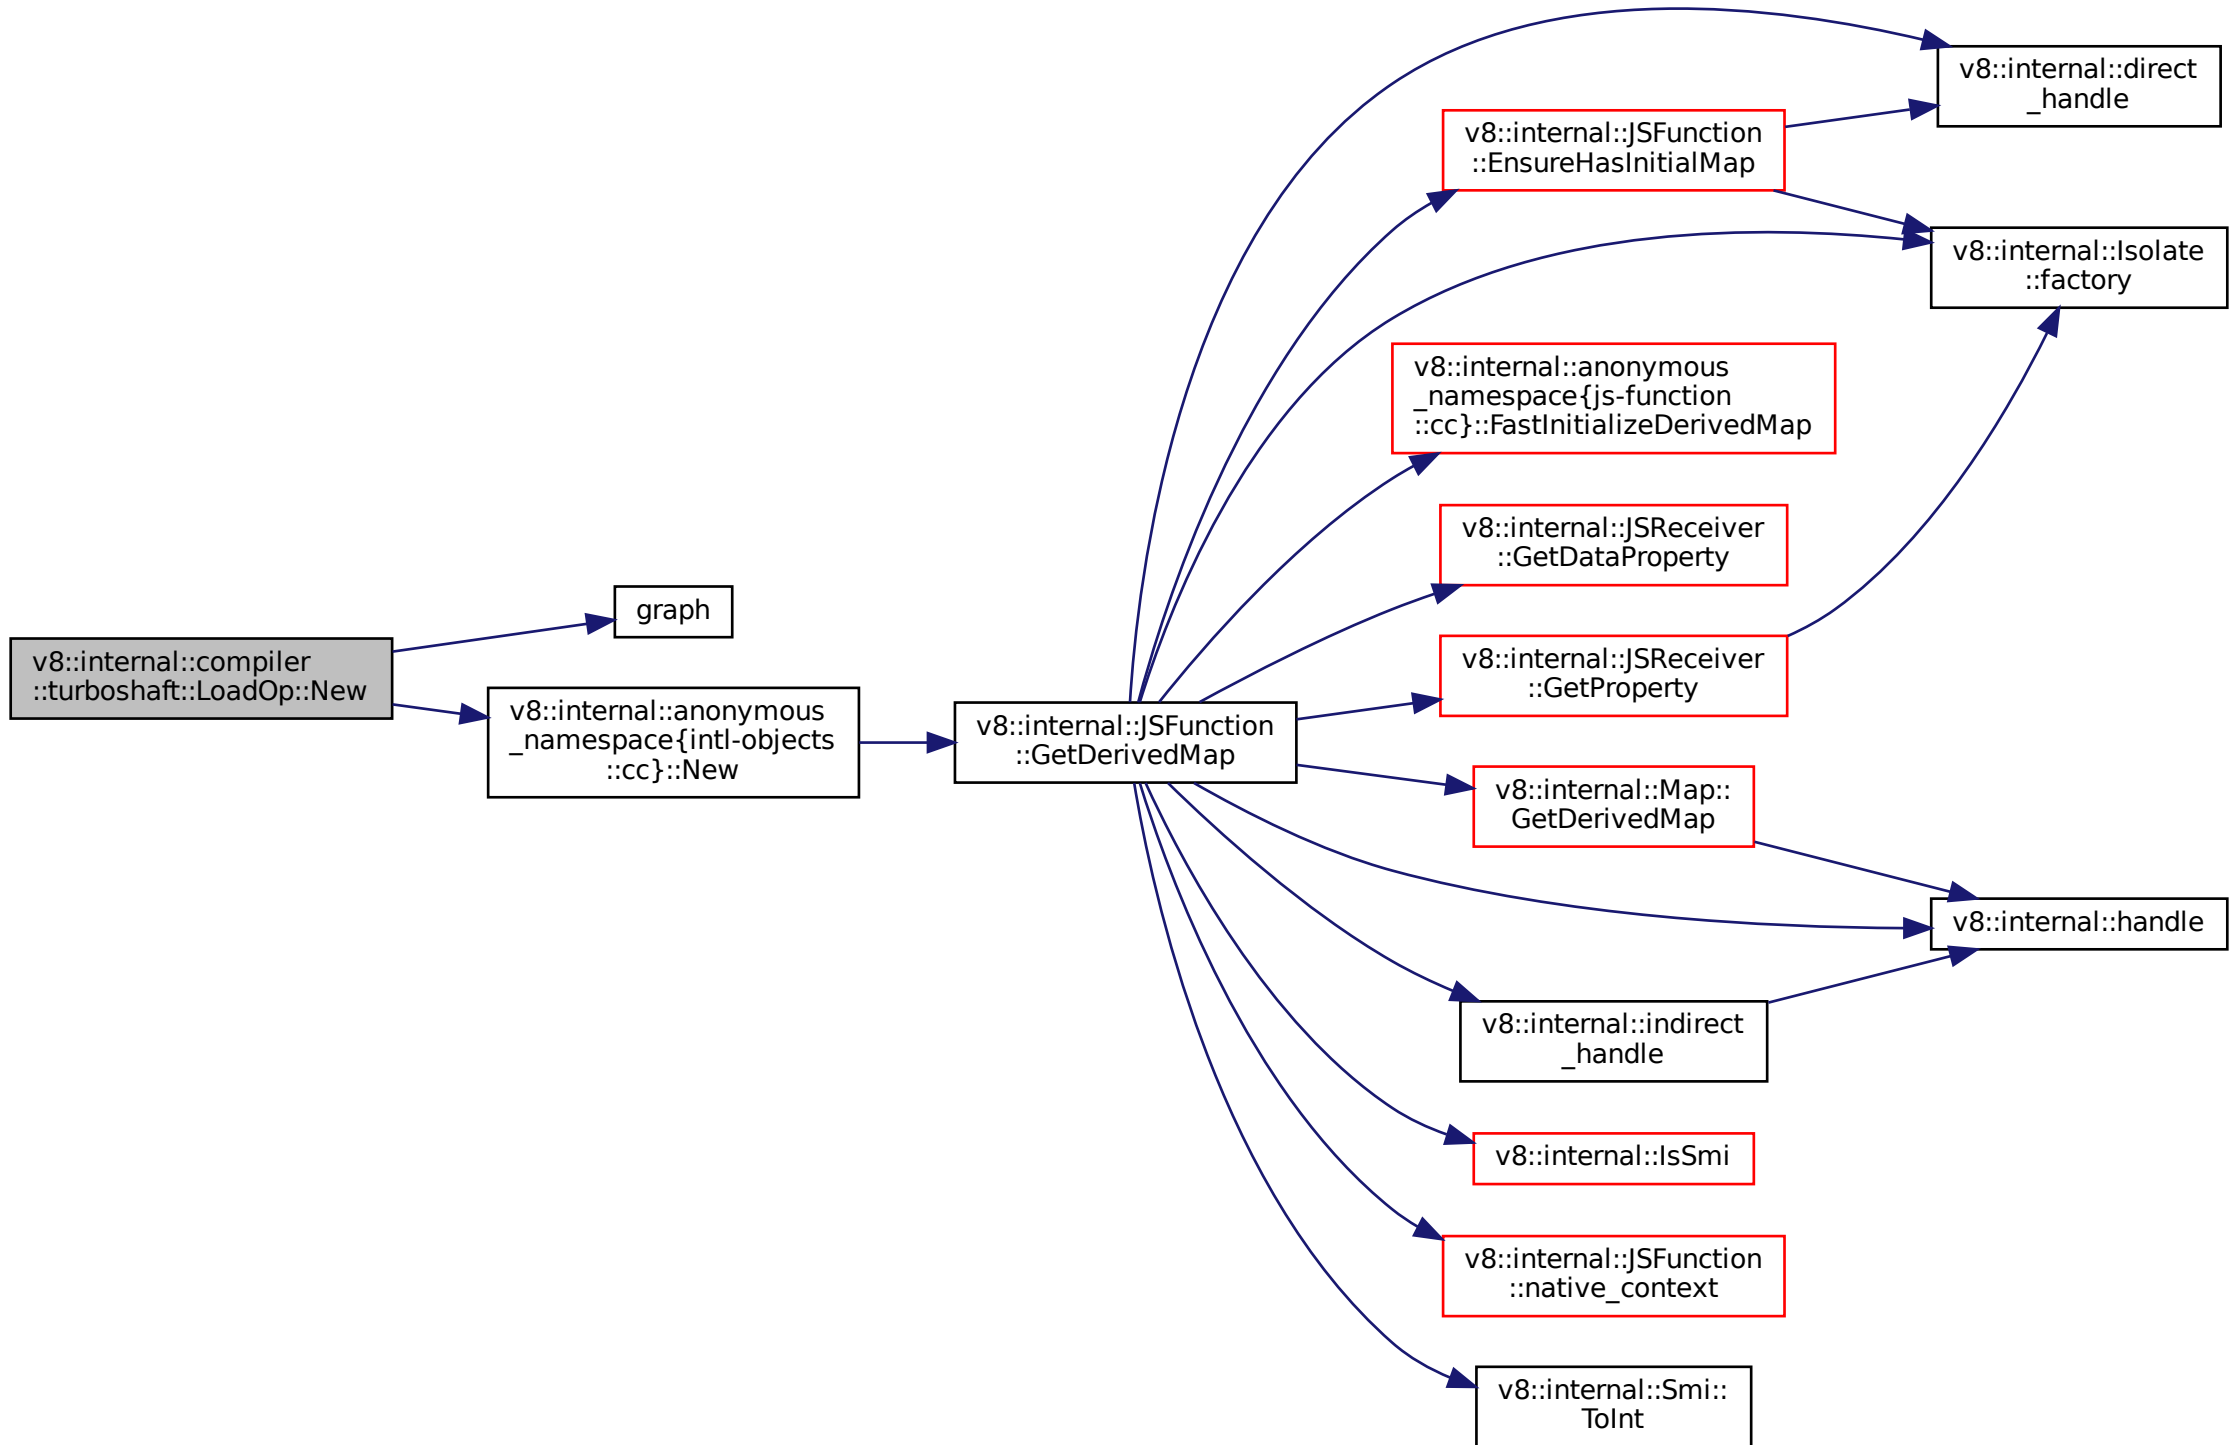 v8::internal::compiler
::turboshaft::LoadOp::New
graph
v8::internal::anonymous
_namespace{intl-objects
::cc}::New
v8::internal::JSFunction
::GetDerivedMap
v8::internal::direct
_handle
v8::internal::JSFunction
::EnsureHasInitialMap
v8::internal::Isolate
::factory
v8::internal::anonymous
_namespace{js-function
::cc}::FastInitializeDerivedMap
v8::internal::JSReceiver
::GetDataProperty
v8::internal::JSReceiver
::GetProperty
v8::internal::Map::
GetDerivedMap
v8::internal::handle
v8::internal::indirect
_handle
v8::internal::IsSmi
v8::internal::JSFunction
::native_context
v8::internal::Smi::
ToInt